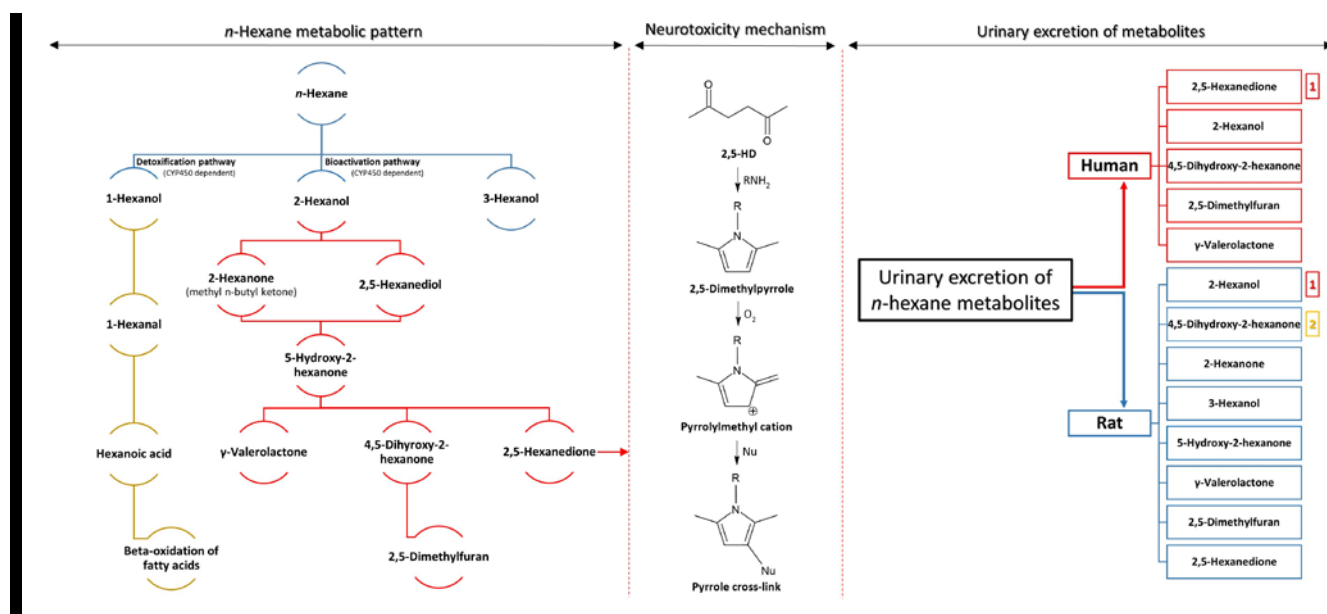 n-Hexane metabolic pattern
Neurotoxicity mechanism
Urinary excretion of metabolites
n-Hexane
Detoxification pathway
(CYP450 dependent)
Bioactivation pathway
(CYP450 dependent)
1-Hexanol
2-Hexanol
3-Hexanol
2-Hexanone
(methyl n-butyl ketone)
2,5-Hexanediol
1-Hexanal
5-Hydroxy-2-
hexanone
Hexanoic acid
γ-Valerolactone
4,5-Dihyroxy-2-
hexanone
2,5-Hexanedione
Beta-oxidation of
fatty acids
2,5-Dimethylfuran
O
O
2,5-HD
RNH2
R
N
2,5-Dimethylpyrrole
O2
R
N
⊕
Pyrrolylmethyl cation
Nu
R
N
Nu
Pyrrole cross-link
Urinary excretion of
n-hexane metabolites
Human
2,5-Hexanedione
1
2-Hexanol
4,5-Dihydroxy-2-hexanone
2,5-Dimethylfuran
γ-Valerolactone
Rat
2-Hexanol
1
4,5-Dihydroxy-2-hexanone
2
2-Hexanone
3-Hexanol
5-Hydroxy-2-hexanone
γ-Valerolactone
2,5-Dimethylfuran
2,5-Hexanedione